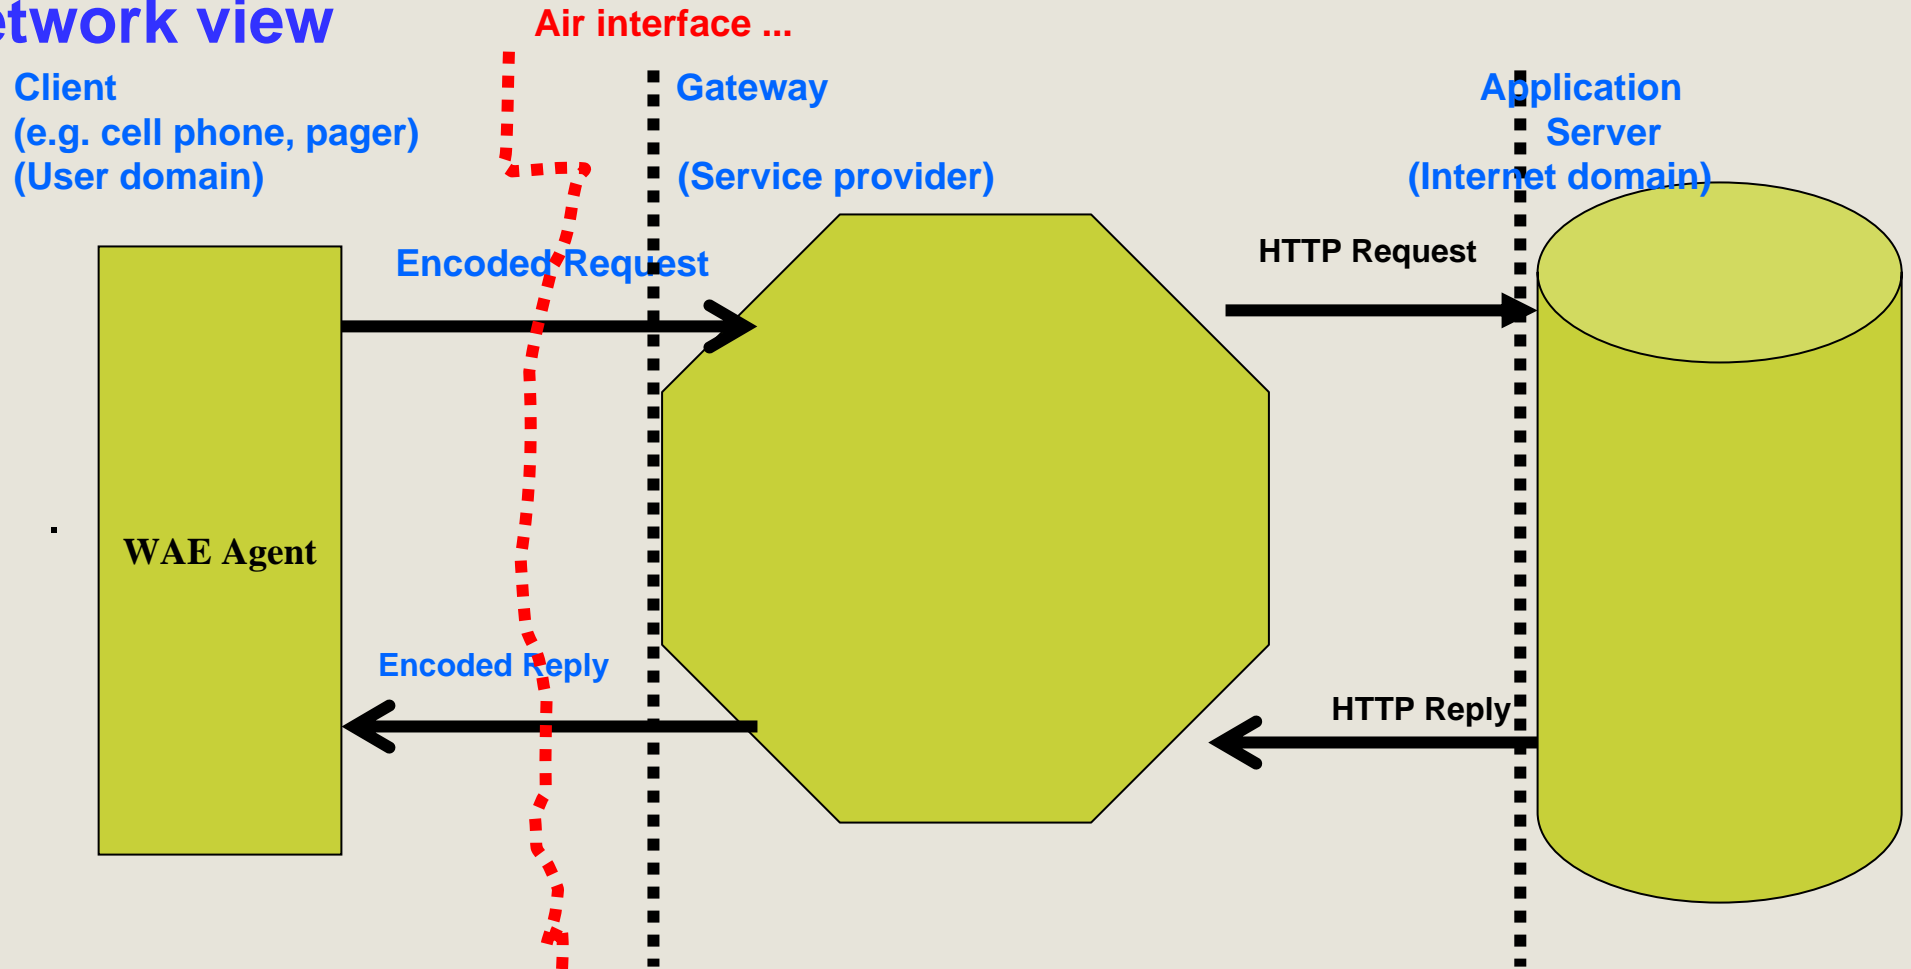 view
Air interface ...
Client
(e.g. cell phone, pager)
(User domain)
Gateway
(Service provider)
Application
Server
(Internet domain)
Encoded Request
HTTP Request
WAE Agent
Encoded Reply
HTTP Reply